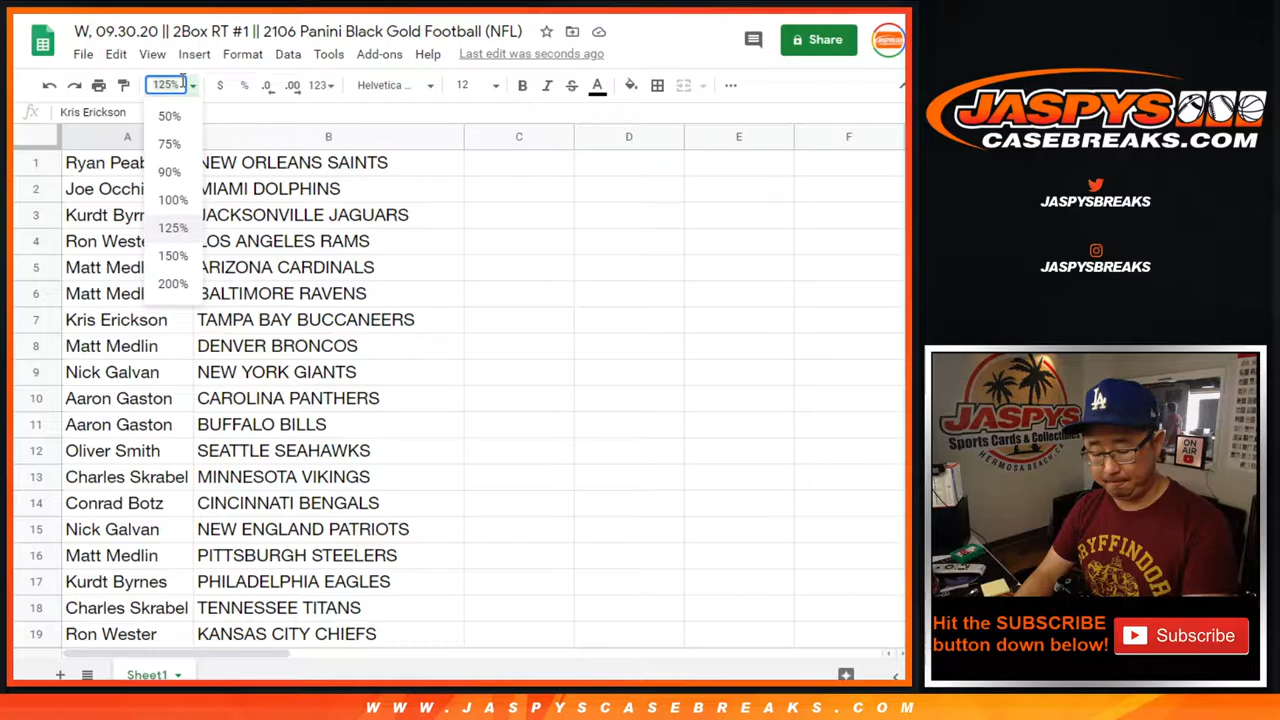 W, 09.30.20 || 2Box RT #1 || 2106 Panini Black Gold Football (NFL)
File Edit View Insert Format Data Tools Add-ons Help Last edit was seconds ago
Share
125% $ % .0 .00 123 Helvetica ... 12 B I S A
fx Kris Erickson
50%
75%
90%
100%
125%
150%
200%
A B C D E F
1 Ryan Peab NEW ORLEANS SAINTS
2 Joe Occhi MIAMI DOLPHINS
3 Kurdt Byrn JACKSONVILLE JAGUARS
4 Ron Weste LOS ANGELES RAMS
5 Matt Medl ARIZONA CARDINALS
6 Matt Medl BALTIMORE RAVENS
7 Kris Erickson TAMPA BAY BUCCANEERS
8 Matt Medlin DENVER BRONCOS
9 Nick Galvan NEW YORK GIANTS
10 Aaron Gaston CAROLINA PANTHERS
11 Aaron Gaston BUFFALO BILLS
12 Oliver Smith SEATTLE SEAHAWKS
13 Charles Skrabel MINNESOTA VIKINGS
14 Conrad Botz CINCINNATI BENGALS
15 Nick Galvan NEW ENGLAND PATRIOTS
16 Matt Medlin PITTSBURGH STEELERS
17 Kurdt Byrnes PHILADELPHIA EAGLES
18 Charles Skrabel TENNESSEE TITANS
19 Ron Wester KANSAS CITY CHIEFS
Sheet1
JASPYS
CASEBREAKS.COM
JASPYSBREAKS
JASPYSBREAKS
JASPYS
Sports Cards & Collectibles
HERMOSA BEACH, CA
LA
ON
AIR
GRYFFINDOR
Hit the SUBSCRIBE
button down below!
Subscribe
WWW.JASPYSCASEBREAKS.COM